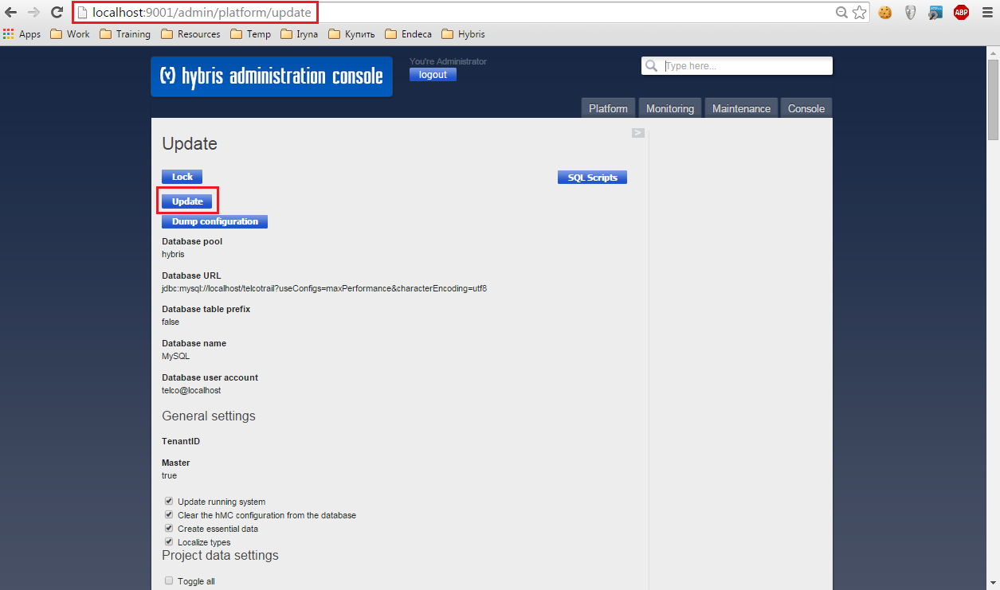 localhost:9001/admin/platform/update
ABP
Apps Work Training Resources Temp Iryna Купить Endeca Hybris
hybris administration console
You're Administrator
logout
Type here...
Platform Monitoring Maintenance Console
>
Update
Lock
SQL Scripts
Update
Dump configuration
Database pool
hybris
Database URL
jdbc:mysql://localhost/telcotrail?useConfigs=maxPerformance&characterEncoding=utf8
Database table prefix
false
Database name
MySQL
Database user account
telco@localhost
General settings
TenantID
Master
true
Update running system
Clear the hMC configuration from the database
Create essential data
Localize types
Project data settings
Toggle all